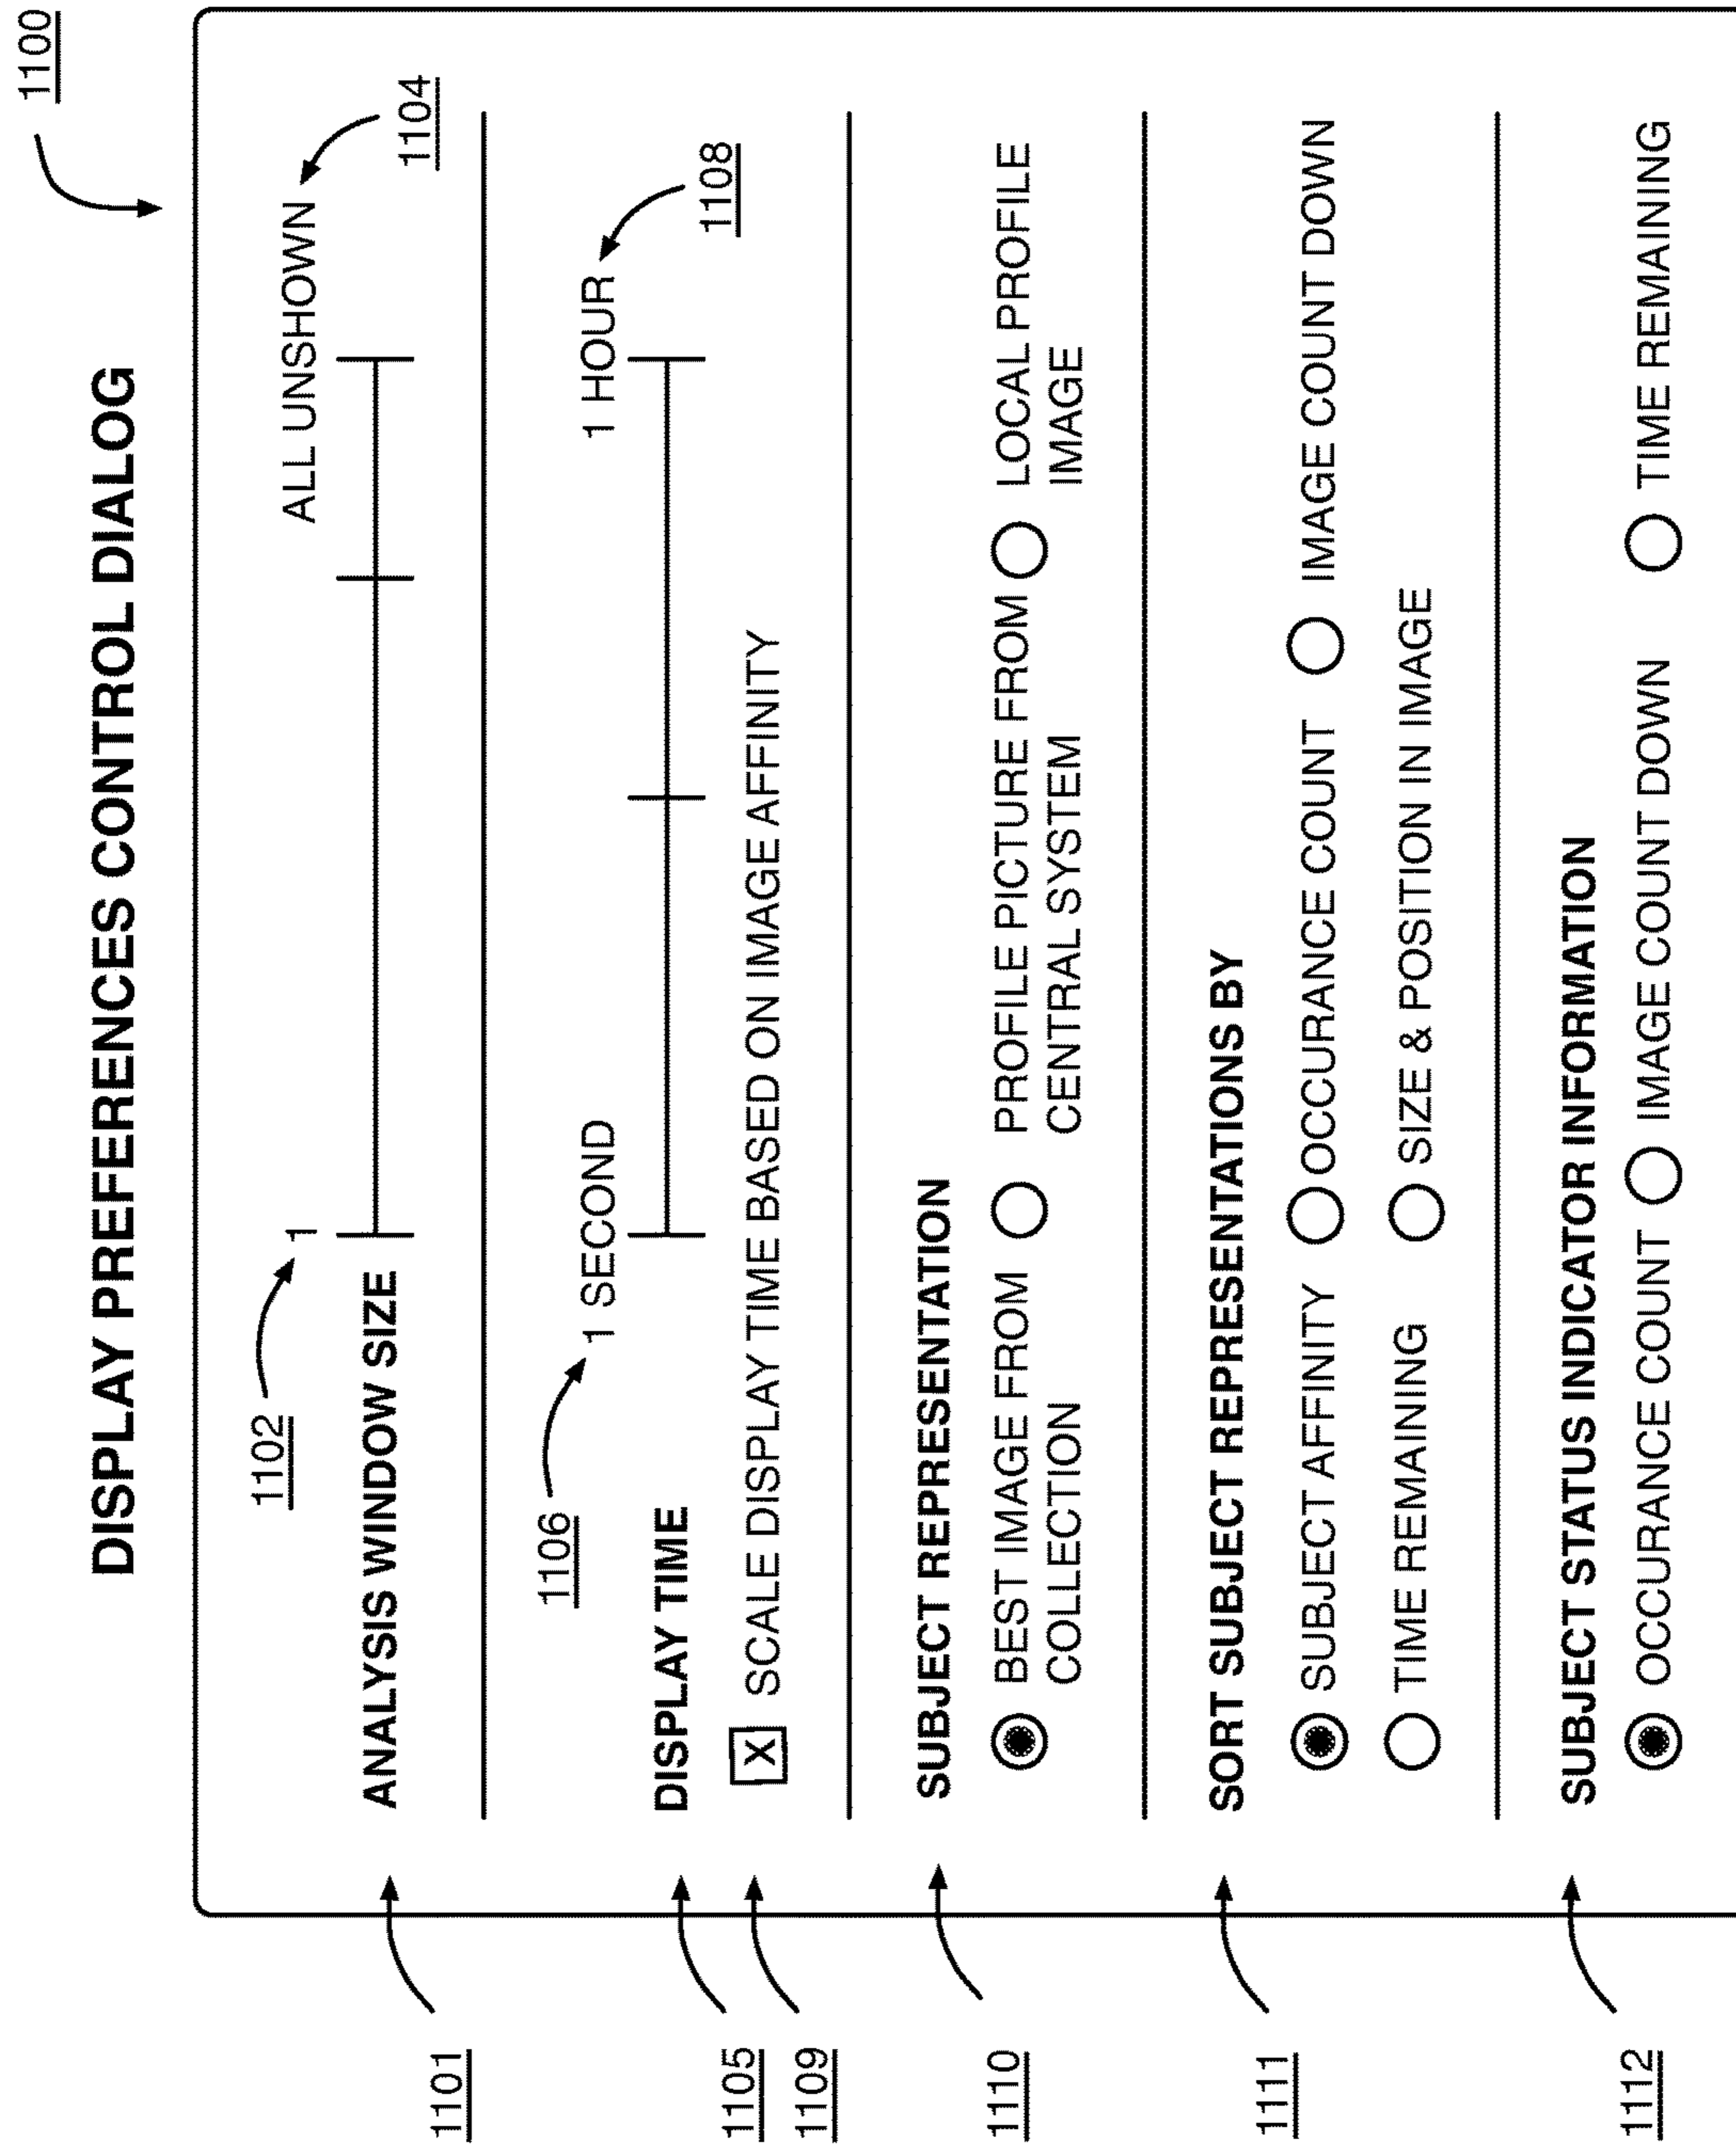 1100
DISPLAY PREFERENCES CONTROL DIALOG
1102
1
ALL UNSHOWN
1104
1101
ANALYSIS WINDOW SIZE
1106
1 SECOND
1 HOUR
1108
1105
DISPLAY TIME
1109
X SCALE DISPLAY TIME BASED ON IMAGE AFFINITY
1110
SUBJECT REPRESENTATION
BEST IMAGE FROM PROFILE PICTURE FROM LOCAL PROFILE
COLLECTION CENTRAL SYSTEM IMAGE
1111
SORT SUBJECT REPRESENTATIONS BY
SUBJECT AFFINITY OCCURANCE COUNT IMAGE COUNT DOWN
TIME REMAINING SIZE & POSITION IN IMAGE
1112
SUBJECT STATUS INDICATOR INFORMATION
OCCURANCE COUNT IMAGE COUNT DOWN TIME REMAINING